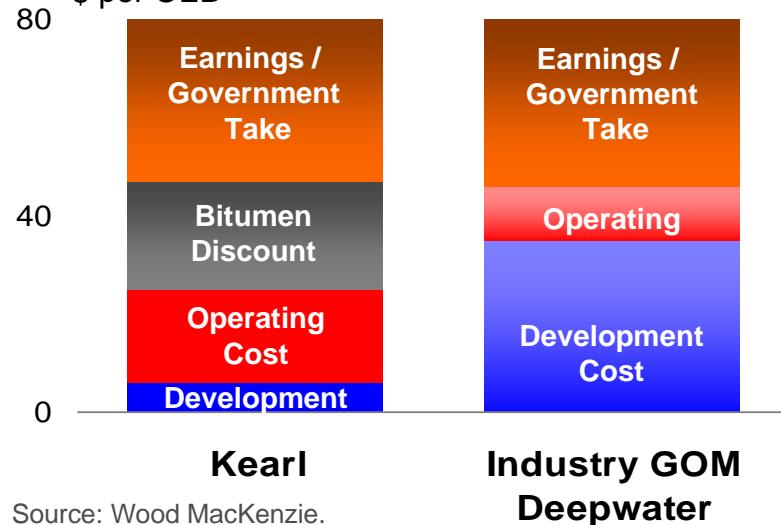 $ per
80
Earnings /
Government
Take
Earnings /
Government
Take
40
Bitumen
Discount
Operating
Operating
Cost
Development
Cost
Development
0
Kearl
Industry GOM
Deepwater
Source: Wood MacKenzie.